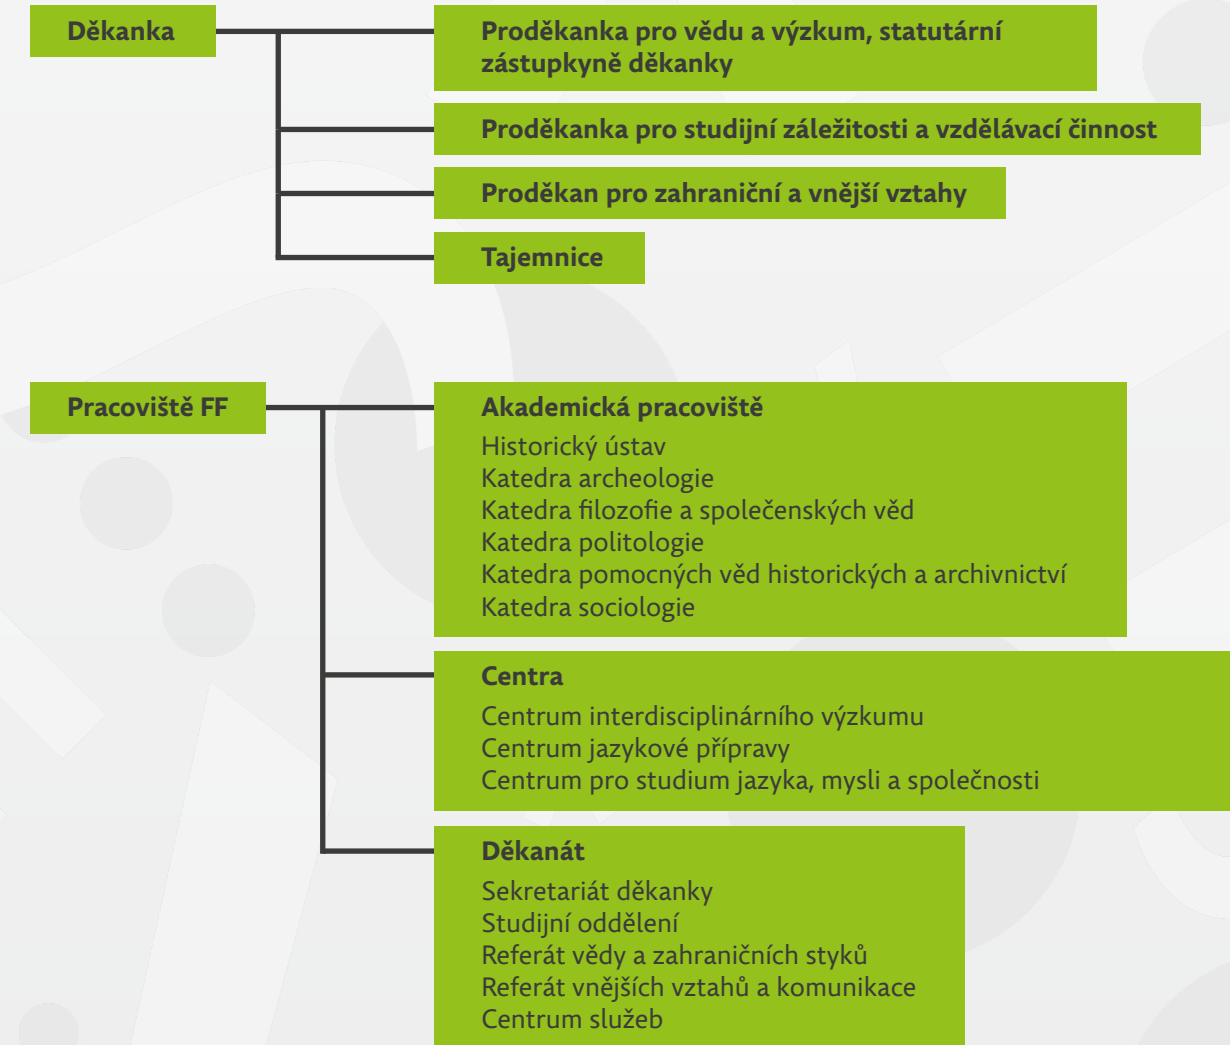 Děkanka
Proděkanka pro vědu a výzkum, statutární
zástupkyně děkanky
Proděkanka pro studijní záležitosti a vzdělávací činnost
Proděkan pro zahraniční a vnější vztahy
Tajemnice
Pracoviště FF
Akademická pracoviště
Historický ústav
Katedra archeologie
Katedra filozofie a společenských věd
Katedra politologie
Katedra pomocných věd historických a archivnictví
Katedra sociologie
Centra
Centrum interdisciplinárního výzkumu
Centrum jazykové přípravy
Centrum pro studium jazyka, mysli a společnosti
Děkanát
Sekretariát děkanky
Studijní oddělení
Referát vědy a zahraničních styků
Referát vnějších vztahů a komunikace
Centrum služeb